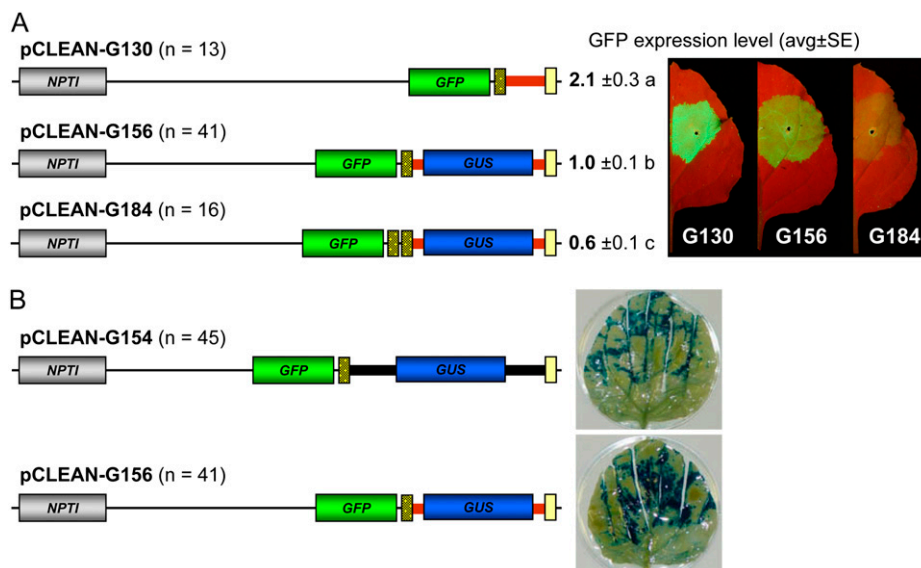 A
pCLEAN-G130 (n = 13)
GFP expression level (avg±SE)
NPTI
GFP
2.1 ±0.3 a
pCLEAN-G156 (n = 41)
NPTI
GFP
GUS
1.0 ±0.1 b
pCLEAN-G184 (n = 16)
NPTI
GFP
GUS
0.6 ±0.1 c
G130
G156
G184
B
pCLEAN-G154 (n = 45)
NPTI
GFP
GUS
pCLEAN-G156 (n = 41)
NPTI
GFP
GUS